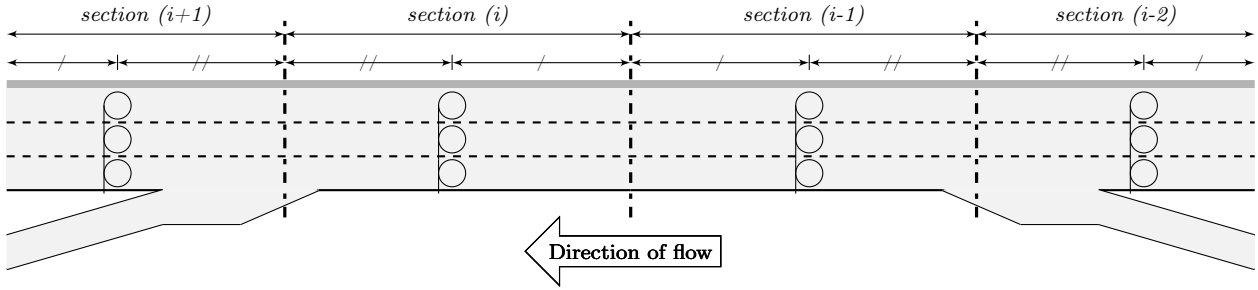 section (i+1)
section (i)
section (i-1)
section (i-2)
/
//
//
/
/
//
//
/
Direction of flow